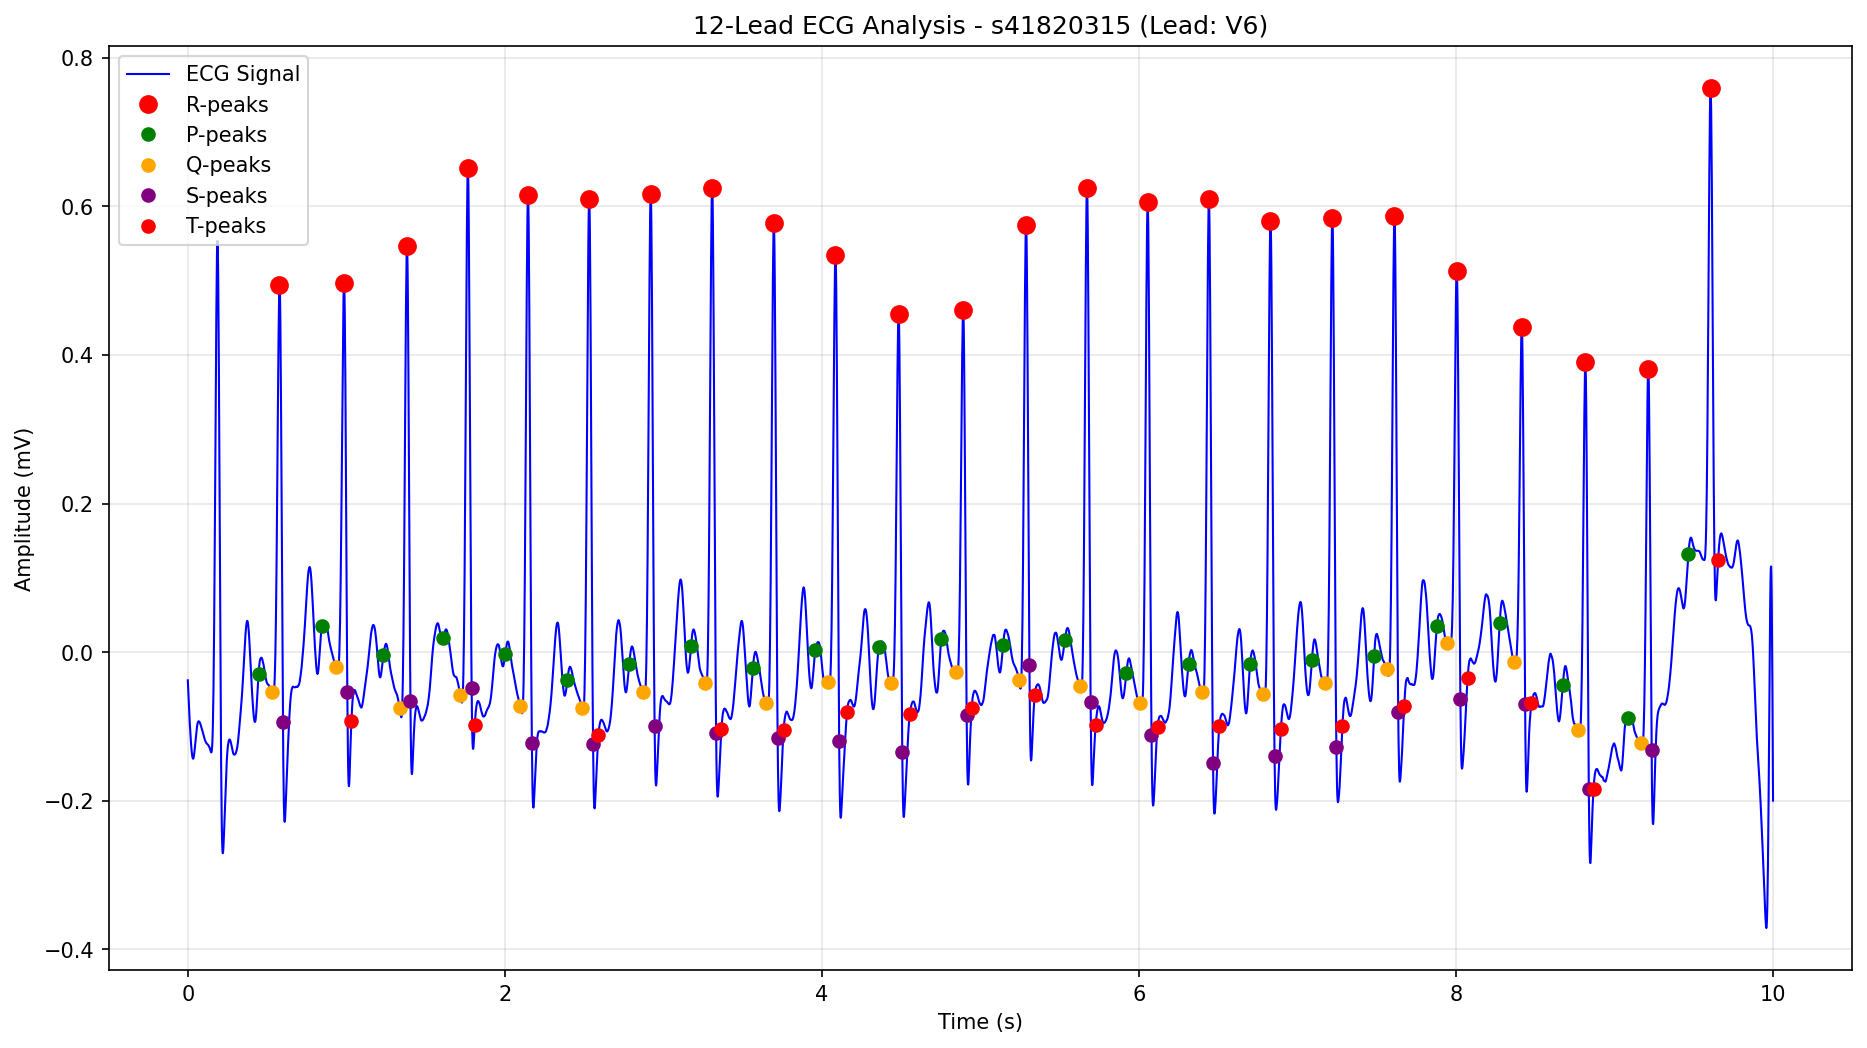 12-Lead ECG Analysis - s41820315 (Lead: V6)
ECG Signal
R-peaks
P-peaks
Q-peaks
S-peaks
T-peaks
Amplitude (mV)
0.8
0.6
0.4
0.2
0.0
−0.2
−0.4
0 2 4 6 8 10
Time (s)